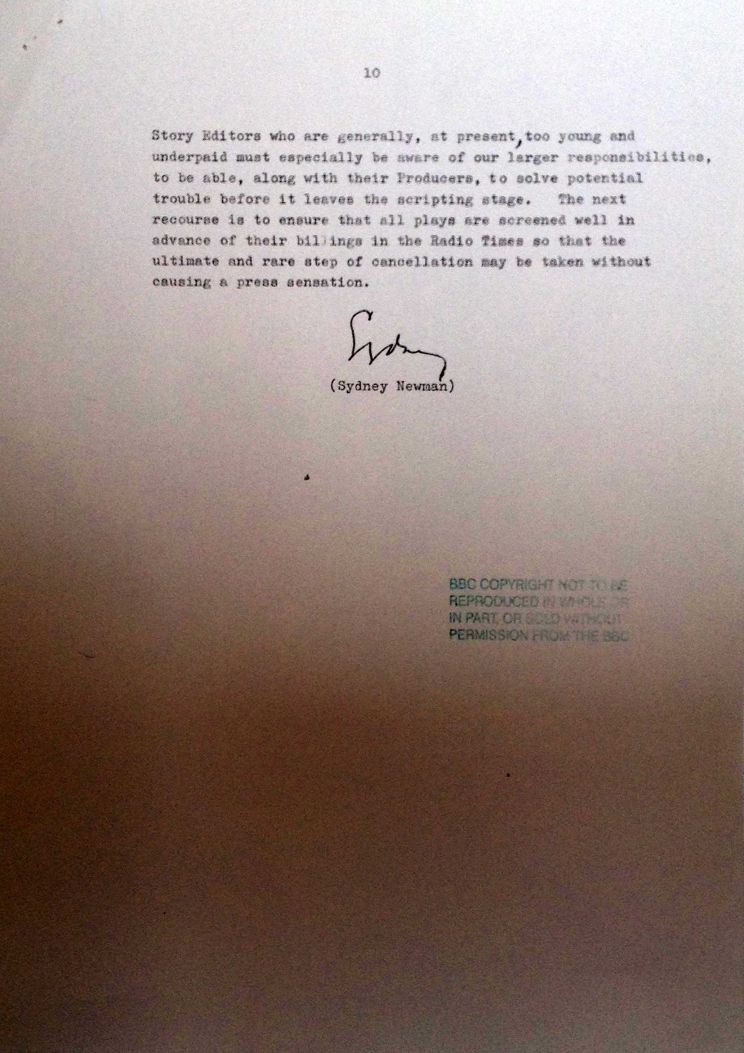 10
Story Editors who are generally, at present, too young and
underpaid must especially be aware of our larger responsibilities,
to be able, along with their Producers, to solve potential
trouble before it leaves the scripting stage. The next
recourse is to ensure that all plays are screened well in
advance of their billings in the Radio Times so that the
ultimate and rare step of cancellation may be taken without
causing a press sensation.
Sydney
(Sydney Newman)
BBC COPYRIGHT NOT TO BE
REPRODUCED IN WHOLE OR
IN PART, OR SOLD WITHOUT
PERMISSION FROM THE BBC